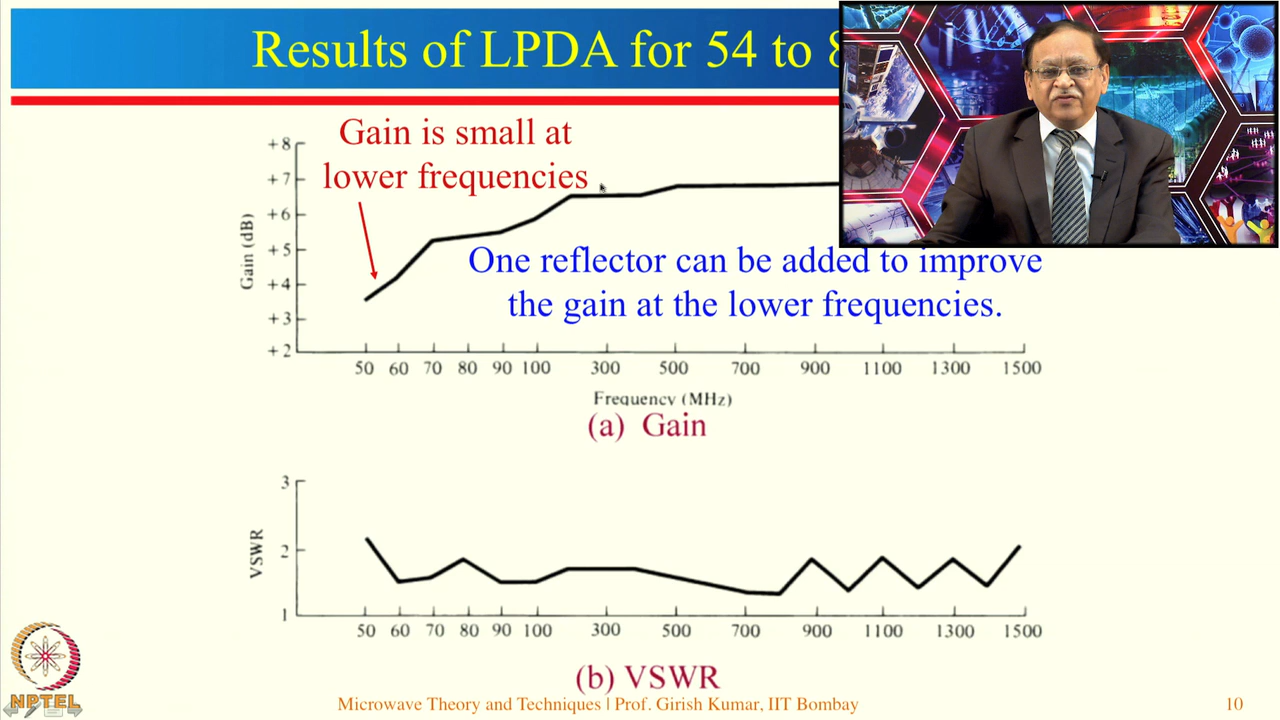 Results of LPDA for 54 to 8
Gain is small at
lower frequencies
+8
+7
+6
+5
+4
+3
+2
Gain (dB)
One reflector can be added to improve
the gain at the lower frequencies.
50 60 70 80 90 100 300 500 700 900 1100 1300 1500
Frequency (MHz)
(a) Gain
3
2
1
VSWR
50 60 70 80 90 100 300 500 700 900 1100 1300 1500
(b) VSWR
NPTEL
Microwave Theory and Techniques | Prof. Girish Kumar, IIT Bombay
10